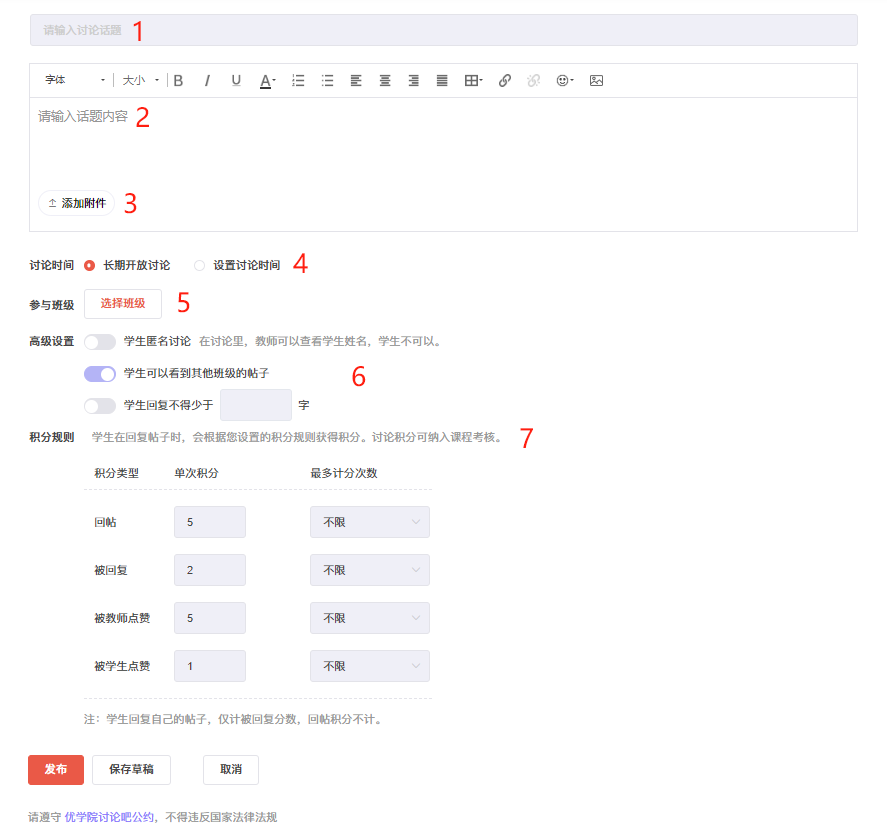 请输入讨论话题 1
字体 大小 B I U A
请输入话题内容 2
添加附件 3
讨论时间 长期开放讨论 设置讨论时间 4
参与班级 选择班级 5
高级设置 学生匿名讨论 在讨论里，教师可以查看学生姓名，学生不可以。
学生可以看到其他班级的帖子 6
学生回复不得少于 字
积分规则 学生在回复帖子时，会根据您设置的积分规则获得积分。讨论积分可纳入课程考核。 7
积分类型 单次积分 最多计分次数
回帖 5 不限
被回复 2 不限
被教师点赞 5 不限
被学生点赞 1 不限
注：学生回复自己的帖子，仅计被回复分数，回帖积分不计。
发布 保存草稿 取消
请遵守 优学院讨论吧公约，不得违反国家法律法规